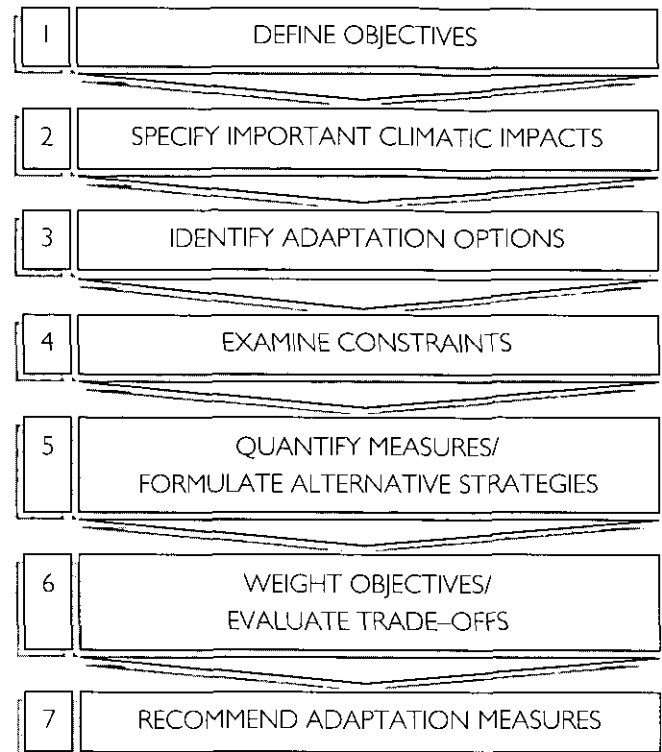 1 DEFINE OBJECTIVES
2 SPECIFY IMPORTANT CLIMATIC IMPACTS
3 IDENTIFY ADAPTATION OPTIONS
4 EXAMINE CONSTRAINTS
5 QUANTIFY MEASURES/
FORMULATE ALTERNATIVE STRATEGIES
6 WEIGHT OBJECTIVES/
EVALUATE TRADE–OFFS
7 RECOMMEND ADAPTATION MEASURES